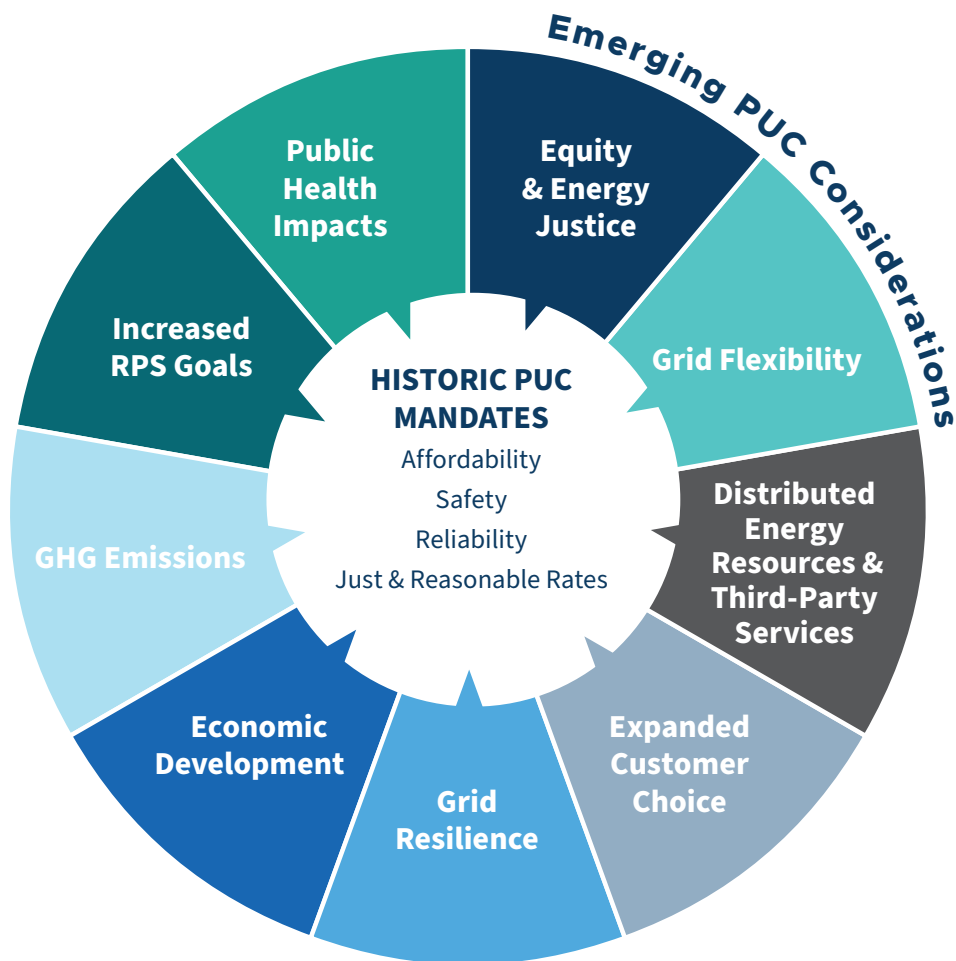 Emerging PUC Considerations
Equity
& Energy
Justice
Grid Flexibility
Distributed
Energy
Resources &
Third-Party
Services
Expanded
Customer
Choice
Grid
Resilience
Economic
Development
GHG Emissions
Increased
RPS Goals
Public
Health
Impacts
HISTORIC PUC
MANDATES
Affordability
Safety
Reliability
Just & Reasonable Rates